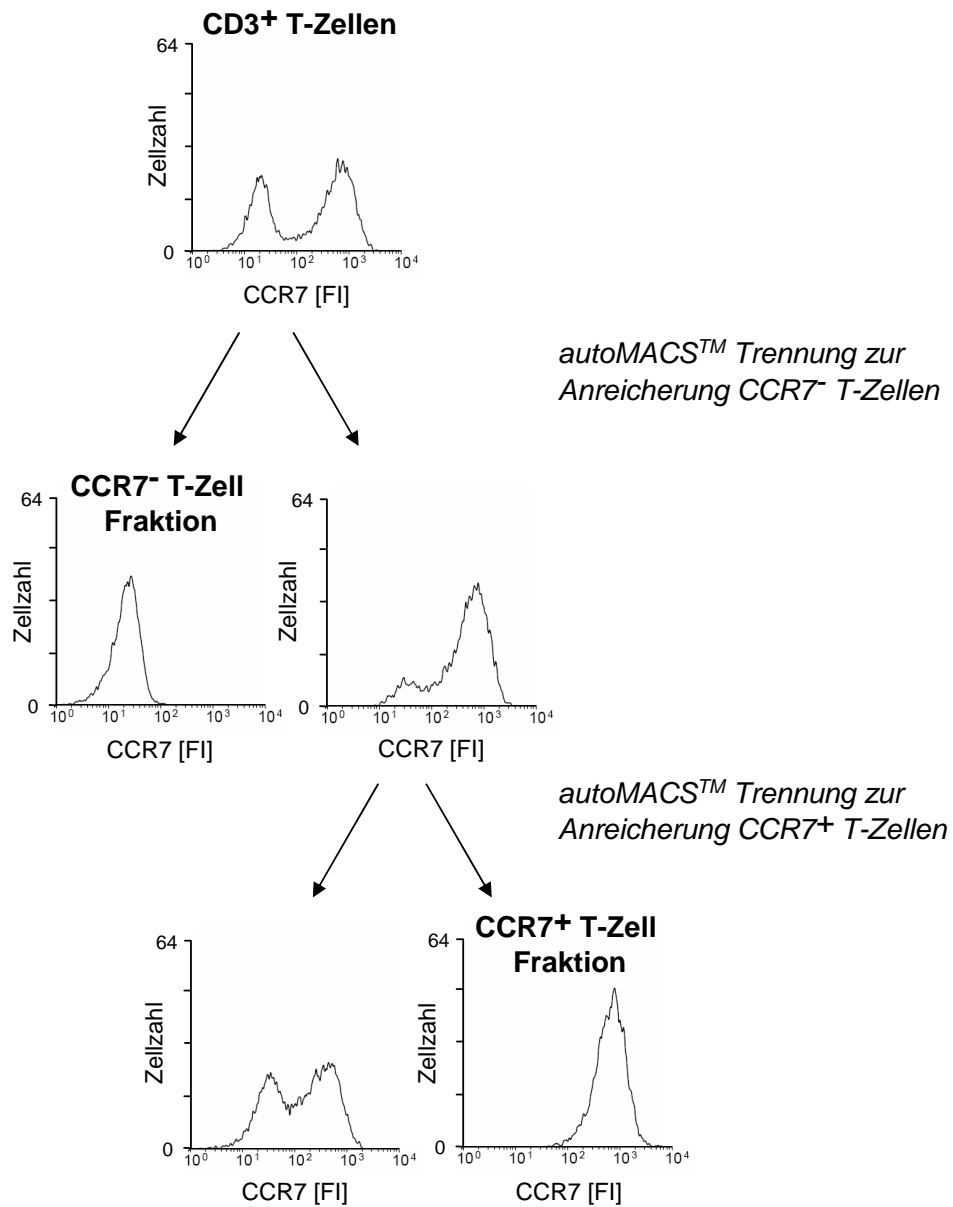 CD3+ T-Zellen
64
Zellzahl
0
10⁰ 10¹ 10² 10³ 10⁴
CCR7 [FI]
autoMACSTM Trennung zur
Anreicherung CCR7- T-Zellen
CCR7- T-Zell
Fraktion
64
Zellzahl
0
10⁰ 10¹ 10² 10³ 10⁴
CCR7 [FI]
64
Zellzahl
0
10⁰ 10¹ 10² 10³ 10⁴
CCR7 [FI]
autoMACSTM Trennung zur
Anreicherung CCR7+ T-Zellen
64
Zellzahl
0
10⁰ 10¹ 10² 10³ 10⁴
CCR7 [FI]
CCR7+ T-Zell
Fraktion
64
Zellzahl
0
10⁰ 10¹ 10² 10³ 10⁴
CCR7 [FI]